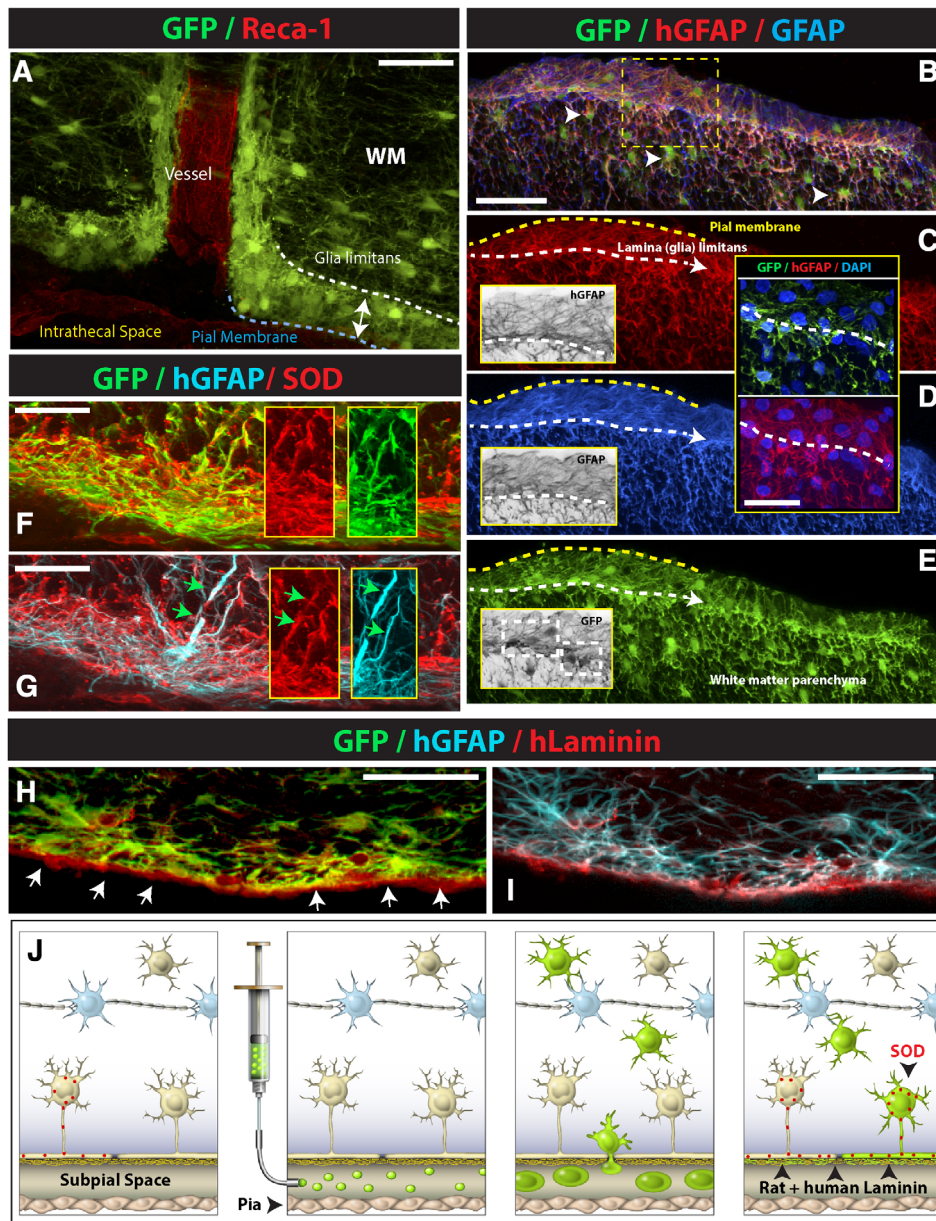 GFP / Reca-1
A
Vessel
WM
Glia limitans
Intrathecal Space
Pial Membrane
GFP / hGFAP / GFAP
B
Pial membrane
C
Lamina (glia) limitans
hGFAP
GFP / hGFAP / DAPI
D
GFAP
E
GFP
White matter parenchyma
GFP / hGFAP/ SOD
F
G
GFP / hGFAP / hLaminin
H
I
J
Subpial Space
Pia
SOD
Rat + human Laminin